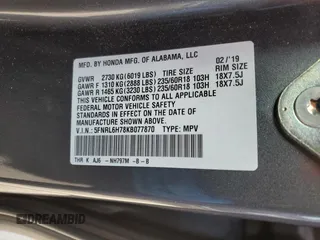 MFD. BY HONDA MFG. OF ALABAMA, LLC 02/'19
GVWR 2730 KG (6019 LBS) TIRE SIZE RIM SIZE
GAWR F 1310 KG (2888 LBS) 235/60R18 103H 18X7.5J
GAWR R 1465 KG (3230 LBS) 235/60R18 103H 18X7.5J
THIS VEHICLE CONFORMS TO ALL APPLICABLE
FEDERAL MOTOR VEHICLE SAFETY
STANDARDS IN EFFECT ON THE DATE OF
MANUFACTURE SHOWN ABOVE.
V.I.N.: 5FNRL6H78KB077870 TYPE: MPV
THR K AJ6 - NH797M -B - B
DREAMBID